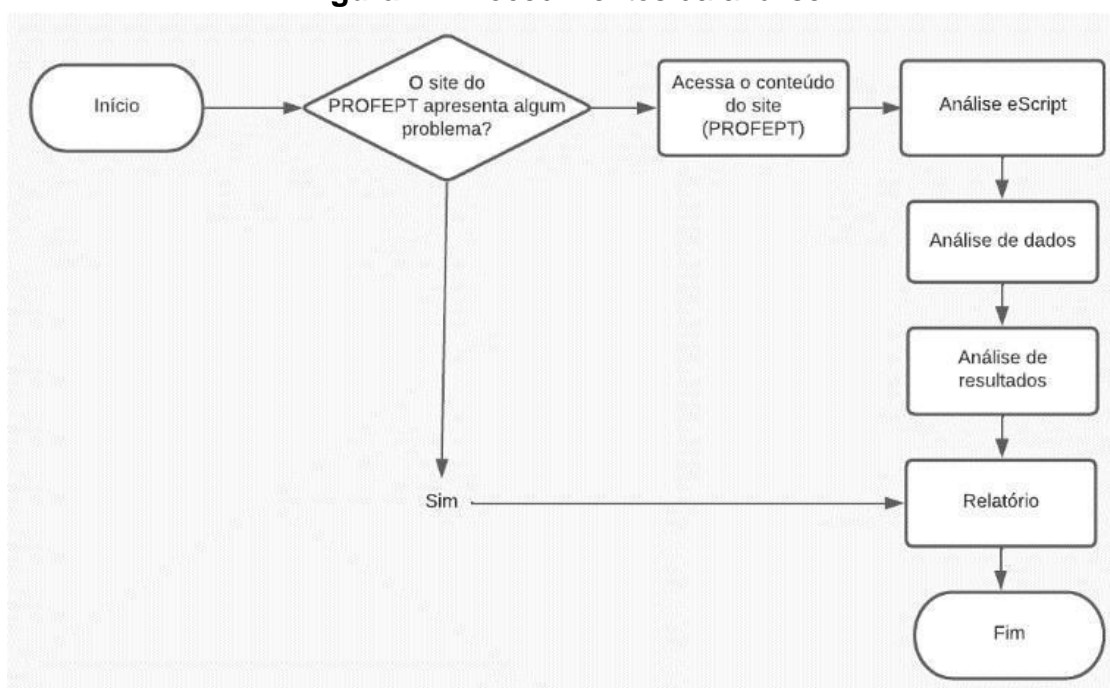 Início
O site do
PROFEPT apresenta algum
problema?
Acessa o conteúdo
do site
(PROFEPT)
Análise eScript
Análise de dados
Análise de
resultados
Sim
Relatório
Fim